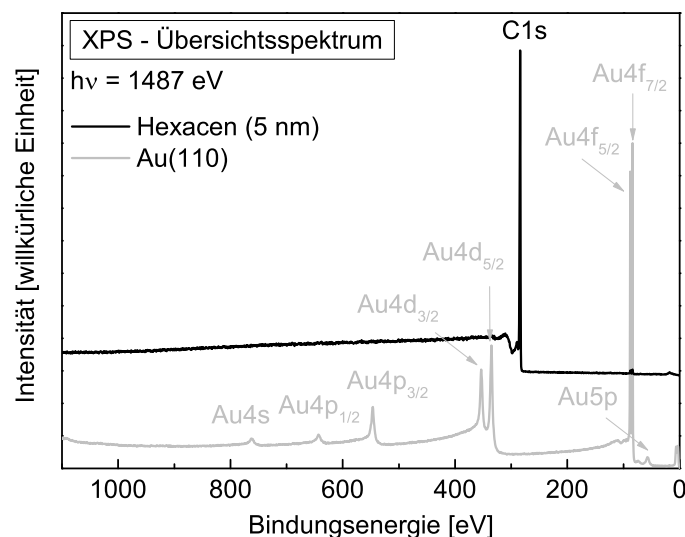 XPS - Übersichtsspektrum
hν = 1487 eV
Hexacen (5 nm)
Au(110)
C1s
Au4f7/2
Au4f5/2
Au4d5/2
Au4d3/2
Au4p3/2
Au4p1/2
Au4s
Au5p
Intensität [willkürliche Einheit]
1000 800 600 400 200 0
Bindungsenergie [eV]